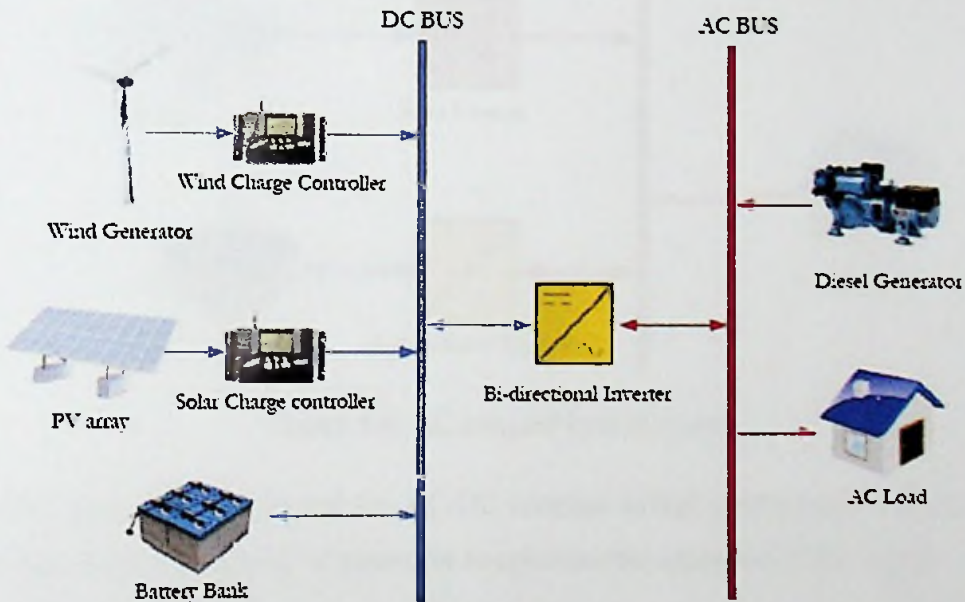 DC BUS
AC BUS
Wind Charge Controller
Wind Generator
Diesel Generator
PV array
Solar Charge controller
Bi-directional Inverter
AC Load
Battery Bank